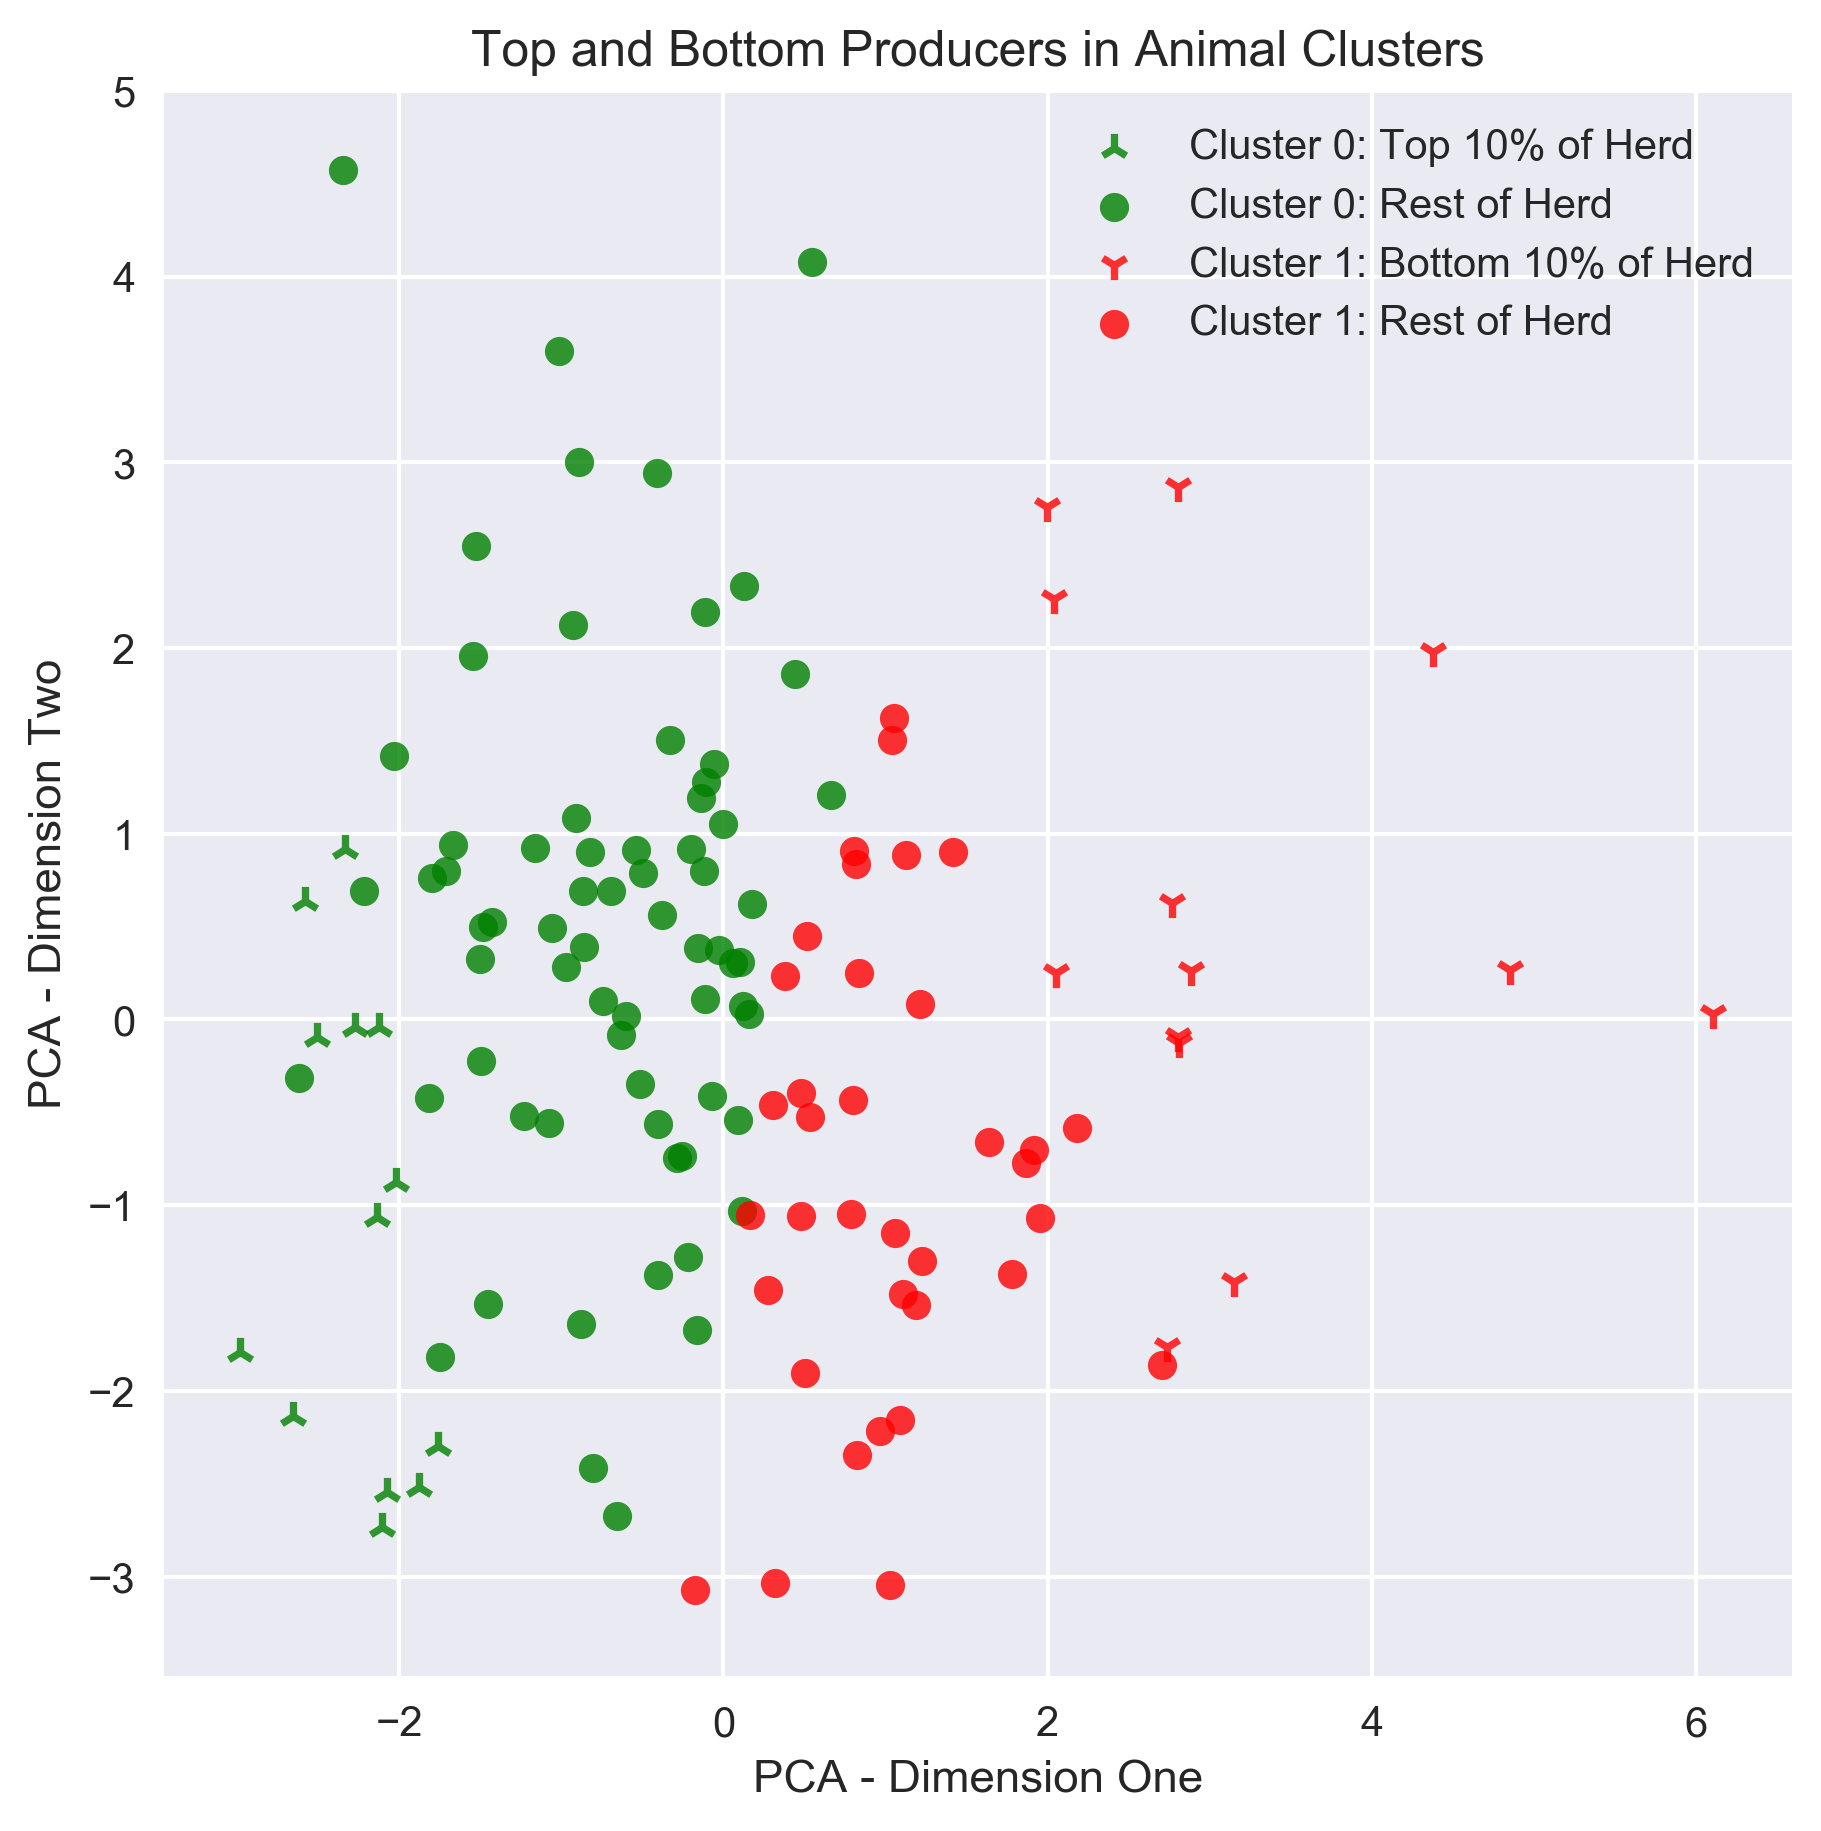 Top and Bottom Producers in Animal Clusters
5
4
3
2
1
0
−1
−2
−3
PCA - Dimension Two
Cluster 0: Top 10% of Herd
Cluster 0: Rest of Herd
Cluster 1: Bottom 10% of Herd
Cluster 1: Rest of Herd
−2 0 2 4 6
PCA - Dimension One